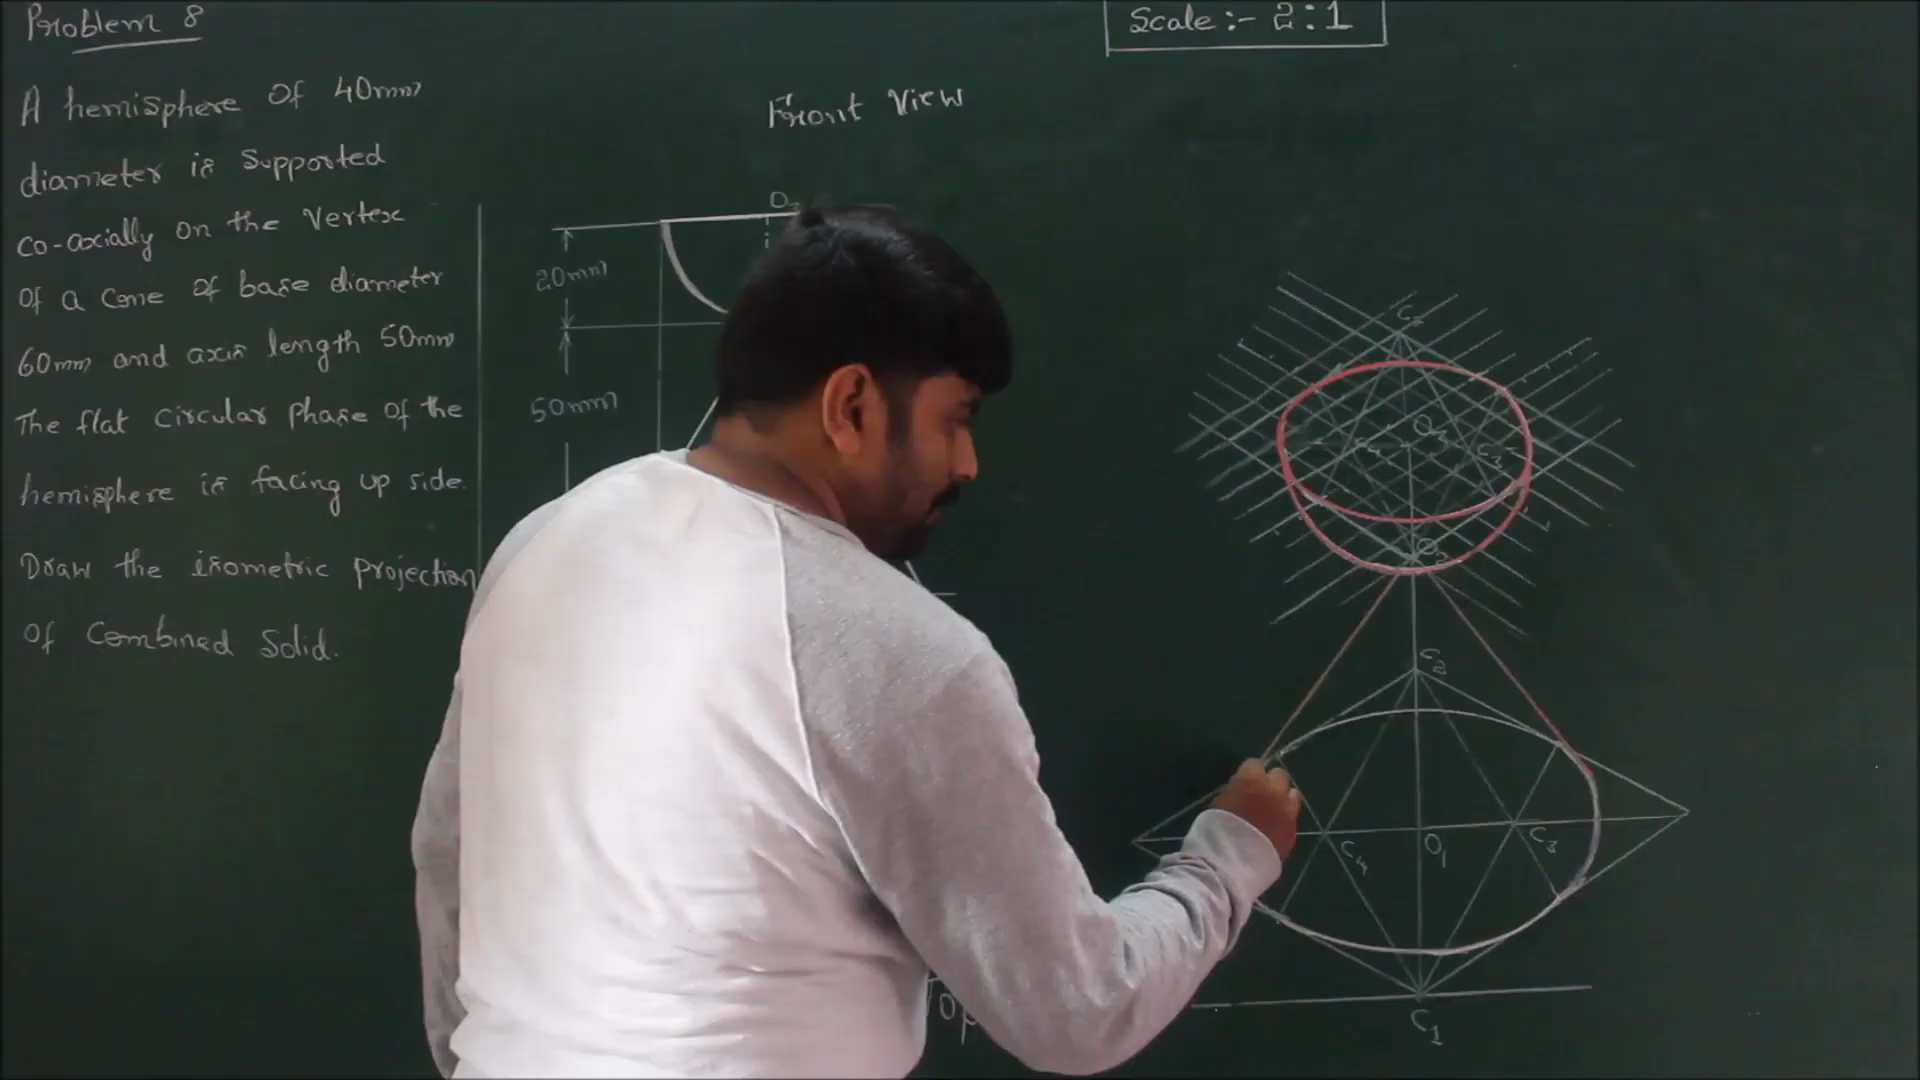 Problem 8
A hemisphere Of 40mm
diameter is Supported
Co-axially on the Vertex
Of a Cone Of base diameter
60mm and axis length 50mm
The flat Circular Phase Of the
hemisphere is facing up side.
Draw the isometric projection
Of Combined Solid.
Scale :- 2:1
Front View
20mm
50mm
C2
C3
C4
O1
C1